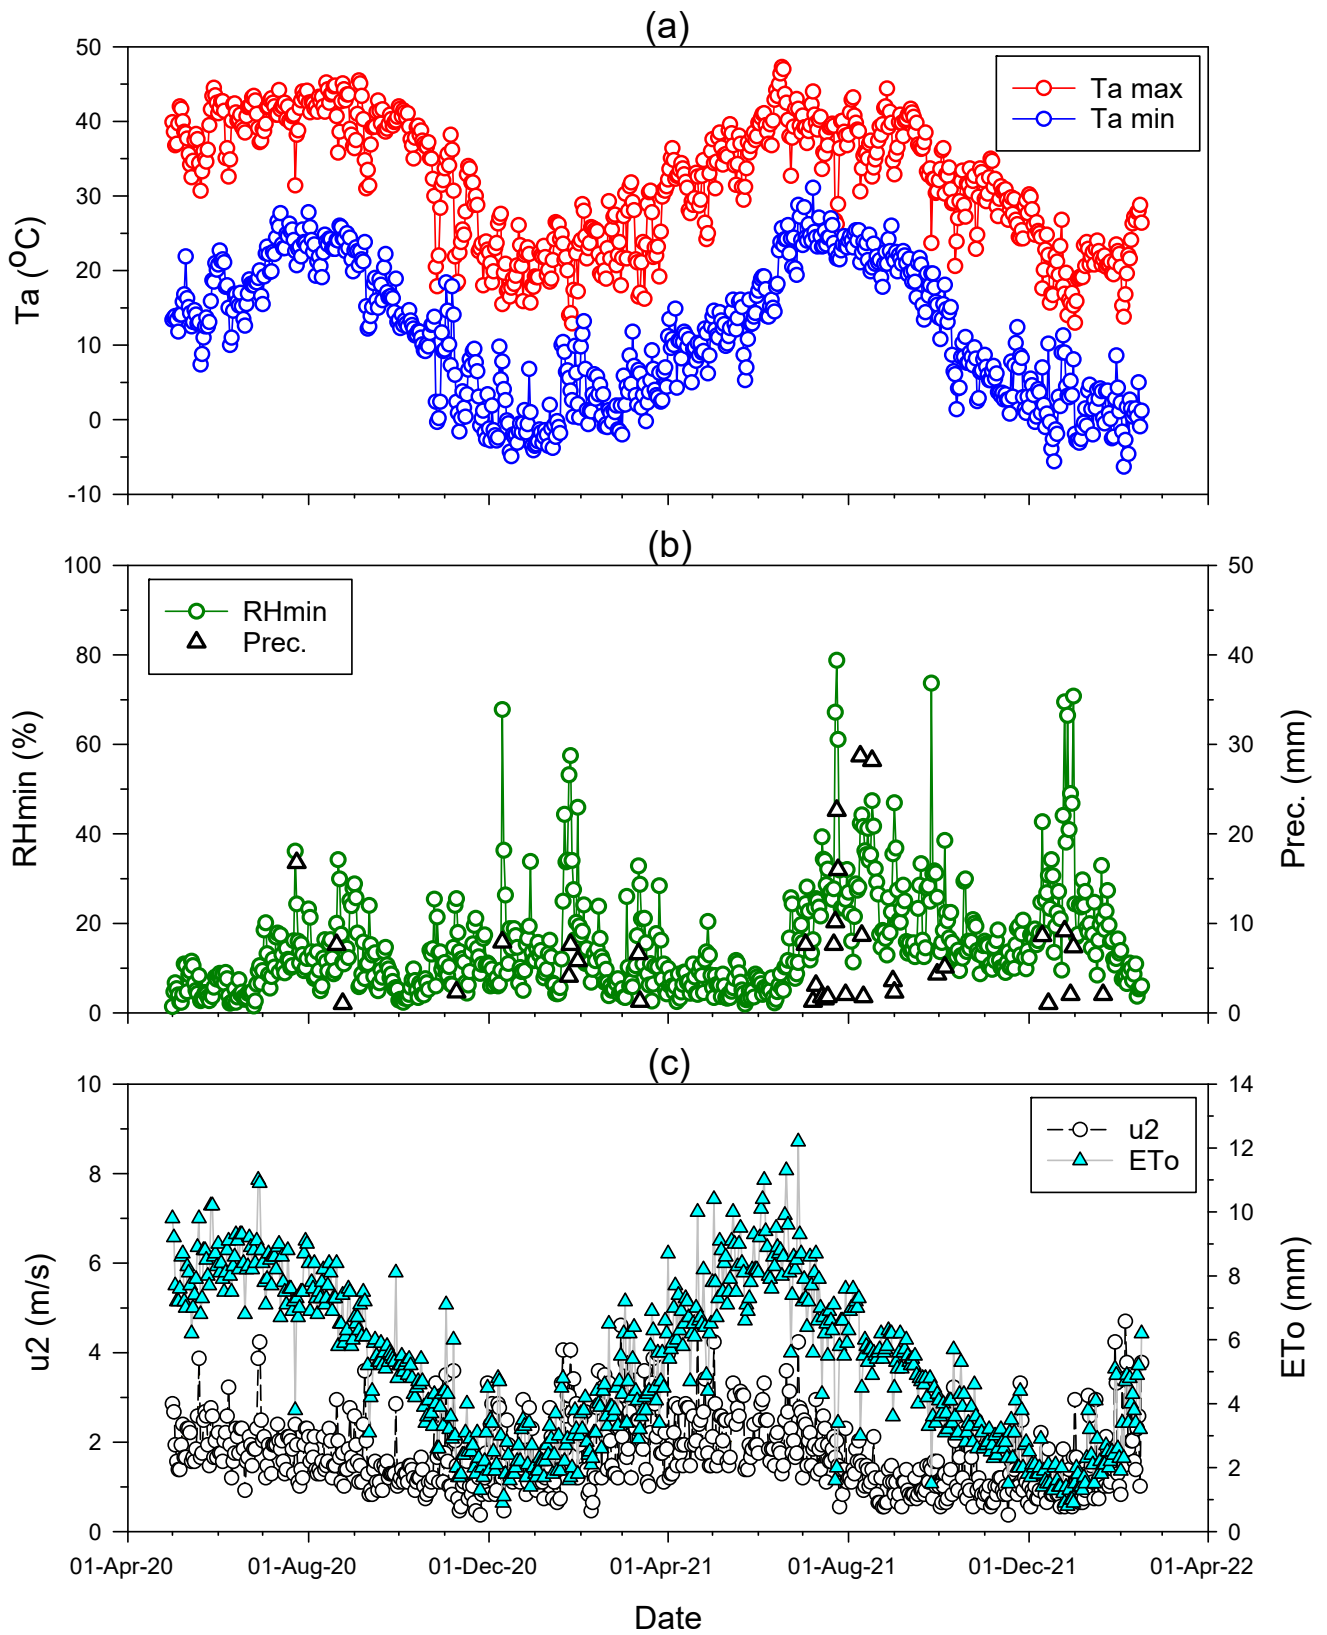 (a)
50
40
30
20
10
0
-10
Ta (°C)
Ta max
Ta min
(b)
100
80
60
40
20
0
RHmin (%)
50
40
30
20
10
0
Prec. (mm)
RHmin
Prec.
(c)
10
8
6
4
2
0
u2 (m/s)
14
12
10
8
6
4
2
0
ETo (mm)
u2
ETo
01-Apr-20 01-Aug-20 01-Dec-20 01-Apr-21 01-Aug-21 01-Dec-21 01-Apr-22
Date